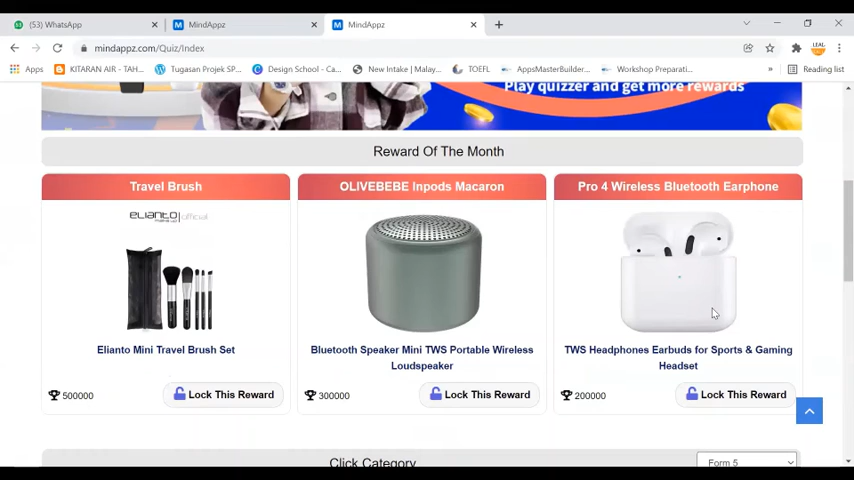 (53) WhatsApp
MindAppz
MindAppz
mindappz.com/Quiz/Index
LEAL
Apps
KITARAN AIR - TAH...
Tugasan Projek SP...
Design School - Ca...
New Intake | Malay...
TOEFL
AppsMasterBuilder...
Workshop Preparati...
»
Reading list
Play quizzer and get more rewards
Reward Of The Month
Travel Brush
OLIVEBEBE Inpods Macaron
Pro 4 Wireless Bluetooth Earphone
ELIANTO official
Elianto Mini Travel Brush Set
Bluetooth Speaker Mini TWS Portable Wireless
Loudspeaker
TWS Headphones Earbuds for Sports & Gaming
Headset
500000
Lock This Reward
300000
Lock This Reward
200000
Lock This Reward
Click Category
Form 5